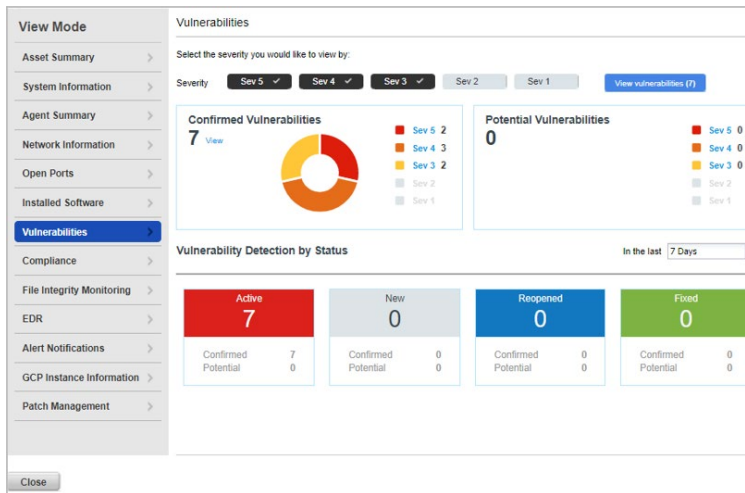 View Mode
Asset Summary
System Information
Agent Summary
Network Information
Open Ports
Installed Software
Vulnerabilities
Compliance
File Integrity Monitoring
EDR
Alert Notifications
GCP Instance Information
Patch Management
Close
Vulnerabilities
Select the severity you would like to view by:
Severity Sev 5 Sev 4 Sev 3 Sev 2 Sev 1 View vulnerabilities (7)
Confirmed Vulnerabilities
7 View
Sev 5 2
Sev 4 3
Sev 3 2
Sev 2
Sev 1
Potential Vulnerabilities
0
Sev 5 0
Sev 4 0
Sev 3 0
Sev 2
Sev 1
Vulnerability Detection by Status
In the last 7 Days
Active
7
Confirmed 7
Potential 0
New
0
Confirmed 0
Potential 0
Reopened
0
Confirmed 0
Potential 0
Fixed
0
Confirmed 0
Potential 0